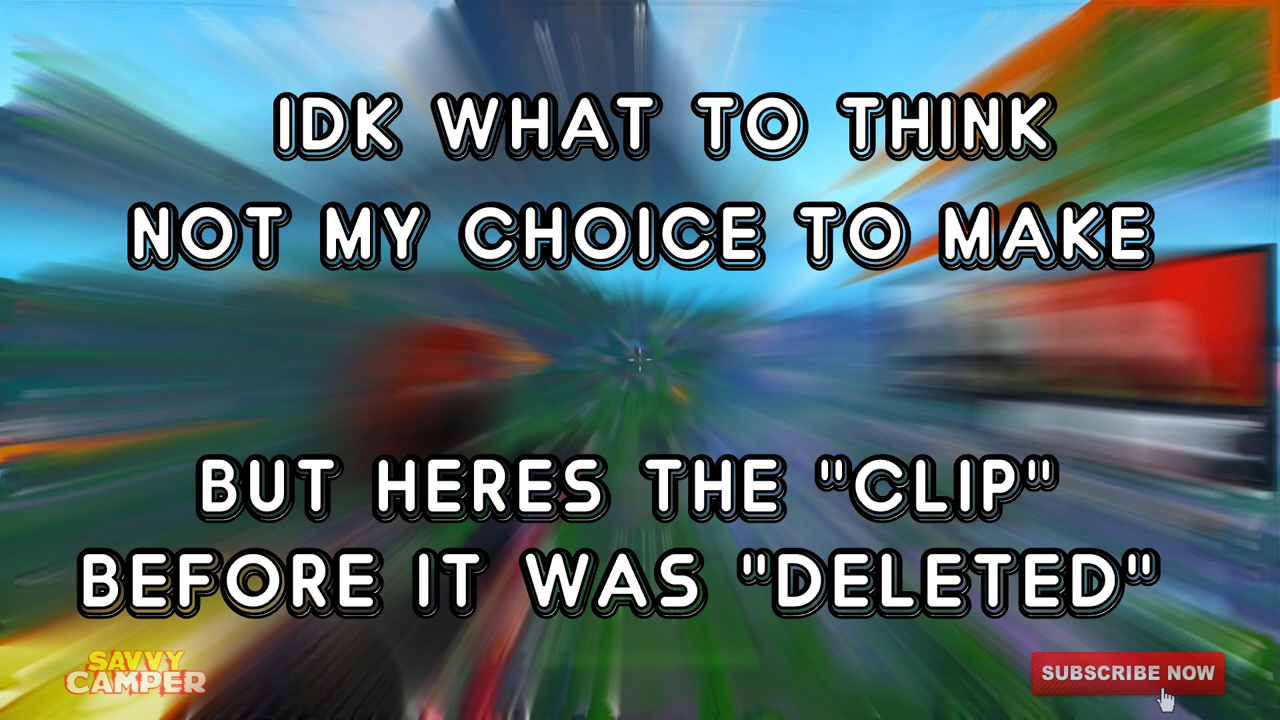 IDK WHAT TO THINK
NOT MY CHOICE TO MAKE
BUT HERES THE "CLIP"
BEFORE IT WAS "DELETED"
SAVVY
CAMPER
SUBSCRIBE NOW